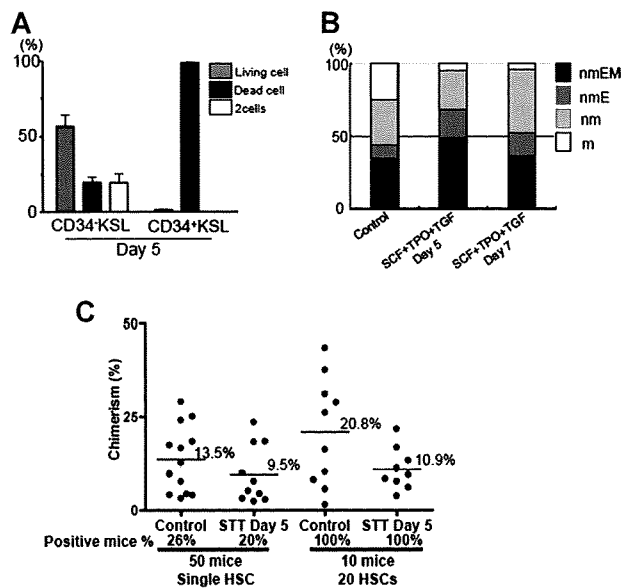 A
(%)
100
50
0
Living cell
Dead cell
2cells
CD34⁻KSL
CD34⁺KSL
Day 5
B
(%)
100
50
0
nmEM
nmE
nm
m
Control
SCF+TPO+TGF
Day 5
SCF+TPO+TGF
Day 7
C
Chimerism (%)
50
25
0
13.5%
9.5%
20.8%
10.9%
Control
STT Day 5
Control
STT Day 5
Positive mice %
26%
20%
100%
100%
50 mice
10 mice
Single HSC
20 HSCs